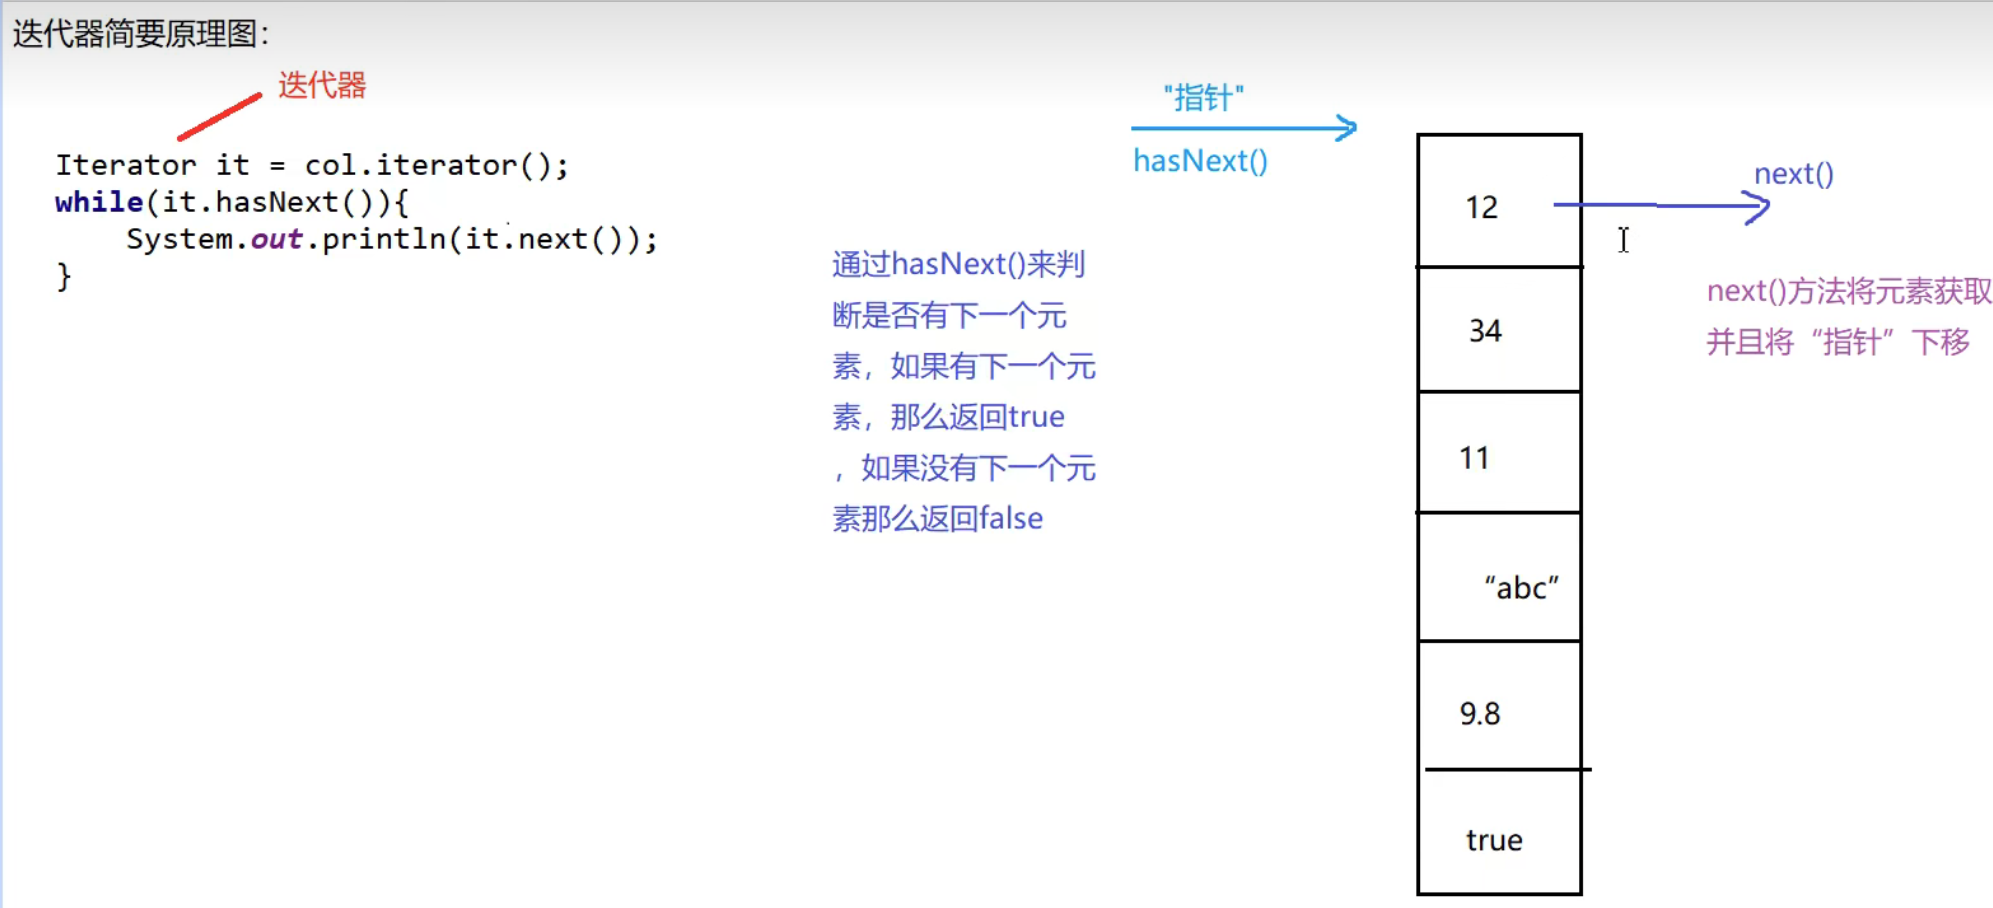 迭代器简要原理图：
迭代器
Iterator it = col.iterator();
while(it.hasNext()){
    System.out.println(it.next());
}
"指针"
hasNext()
通过hasNext()来判
断是否有下一个元
素，如果有下一个元
素，那么返回true
，如果没有下一个元
素那么返回false
12
34
11
“abc”
9.8
true
next()
next()方法将元素获取
并且将“指针”下移